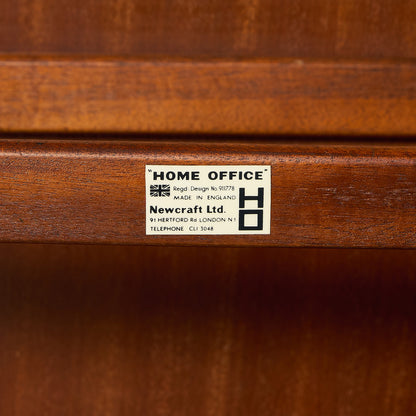 "HOME OFFICE"
Regd. Design No. 911778
MADE IN ENGLAND
Newcraft Ltd.
91 HERTFORD Rd LONDON N 1
TELEPHONE CLI 3048
HO